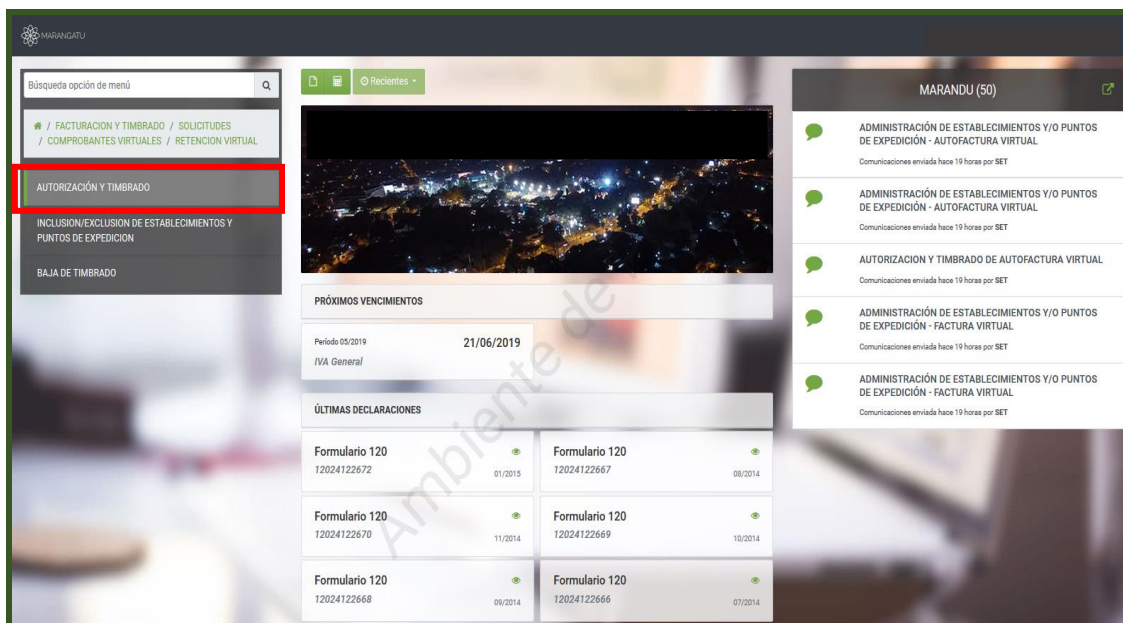 MARANGATU
Búsqueda opción de menú
/ FACTURACION Y TIMBRADO / SOLICITUDES
/ COMPROBANTES VIRTUALES / RETENCION VIRTUAL
AUTORIZACIÓN Y TIMBRADO
INCLUSION/EXCLUSION DE ESTABLECIMIENTOS Y
PUNTOS DE EXPEDICION
BAJA DE TIMBRADO
Recientes
PRÓXIMOS VENCIMIENTOS
Período 05/2019
21/06/2019
IVA General
ÚLTIMAS DECLARACIONES
Formulario 120
12024122672
01/2015
Formulario 120
12024122667
08/2014
Formulario 120
12024122670
11/2014
Formulario 120
12024122669
10/2014
Formulario 120
12024122668
09/2014
Formulario 120
12024122666
07/2014
Ambiente de
MARANDU (50)
ADMINISTRACIÓN DE ESTABLECIMIENTOS Y/O PUNTOS
DE EXPEDICIÓN - AUTOFACTURA VIRTUAL
Comunicaciones enviada hace 19 horas por SET
ADMINISTRACIÓN DE ESTABLECIMIENTOS Y/O PUNTOS
DE EXPEDICIÓN - AUTOFACTURA VIRTUAL
Comunicaciones enviada hace 19 horas por SET
AUTORIZACION Y TIMBRADO DE AUTOFACTURA VIRTUAL
Comunicaciones enviada hace 19 horas por SET
ADMINISTRACIÓN DE ESTABLECIMIENTOS Y/O PUNTOS
DE EXPEDICIÓN - FACTURA VIRTUAL
Comunicaciones enviada hace 19 horas por SET
ADMINISTRACIÓN DE ESTABLECIMIENTOS Y/O PUNTOS
DE EXPEDICIÓN - FACTURA VIRTUAL
Comunicaciones enviada hace 19 horas por SET